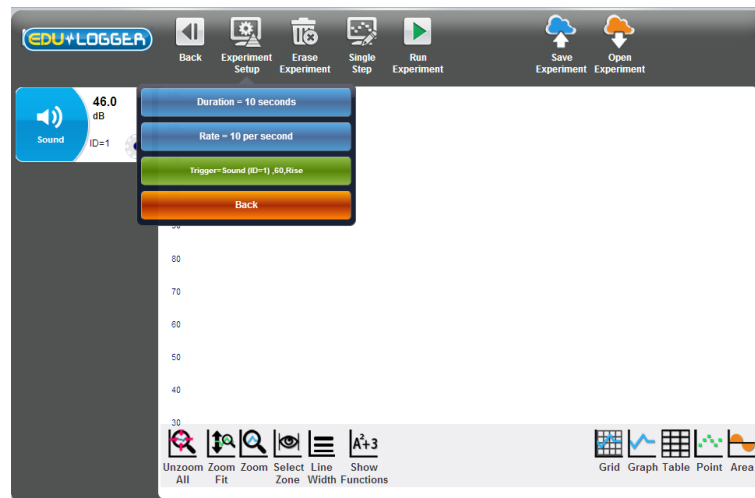 EDU LOGGER
Back
Experiment
Setup
Erase
Experiment
Single
Step
Run
Experiment
Save
Experiment
Open
Experiment
46.0
dB
Sound
ID=1
Duration = 10 seconds
Rate = 10 per second
Trigger=Sound (ID=1) ,60,Rise
Back
80
70
60
50
40
30
A²+3
Unzoom
All
Zoom
Fit
Zoom
Select
Zone
Line
Width
Show
Functions
Grid
Graph
Table
Point
Area